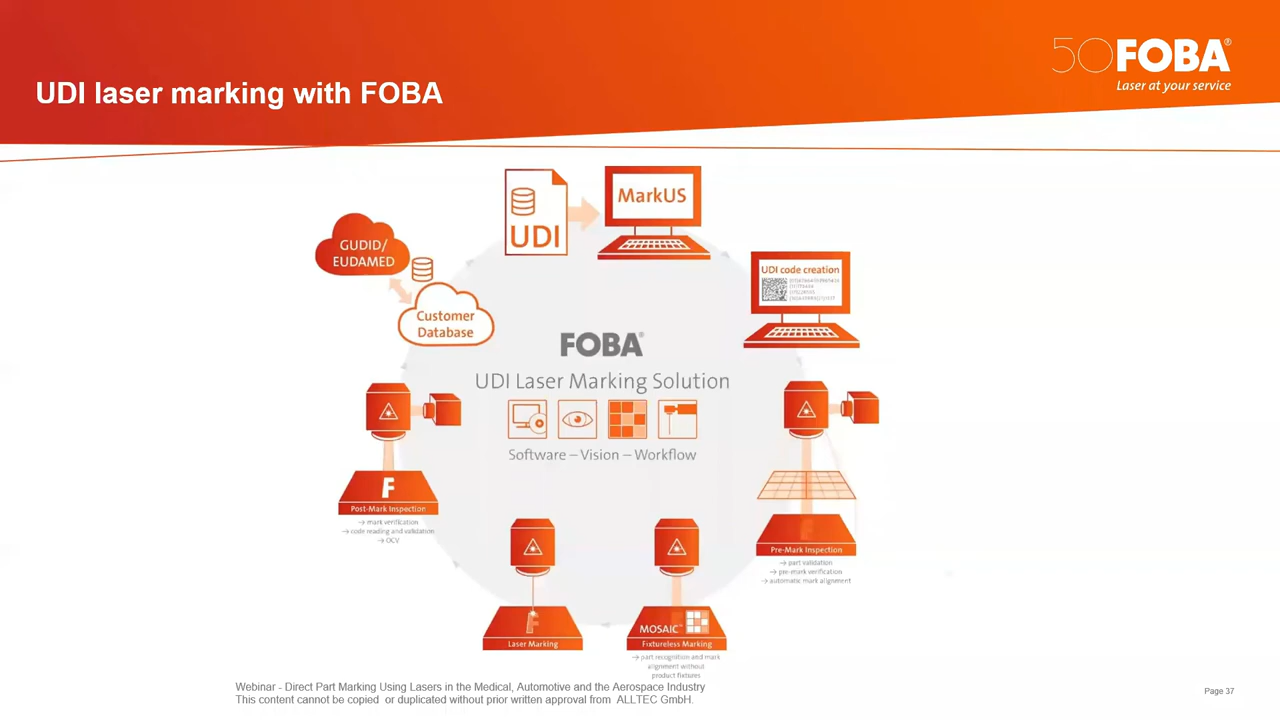 50FOBA®
Laser at your service
UDI laser marking with FOBA
UDI
MarkUS
GUDID/
EUDAMED
Customer
Database
UDI code creation
FOBA®
UDI Laser Marking Solution
Software – Vision – Workflow
F
Post-Mark Inspection
→ mark verification
→ code reading and validation
→ OCV
F
Pre-Mark Inspection
→ part validation
→ pre-mark verification
→ automatic mark alignment
F
Laser Marking
MOSAIC™
Fixtureless Marking
→ part recognition and mark
alignment without
product fixtures
Webinar - Direct Part Marking Using Lasers in the Medical, Automotive and the Aerospace Industry
This content cannot be copied or duplicated without prior written approval from ALLTEC GmbH.
Page 37